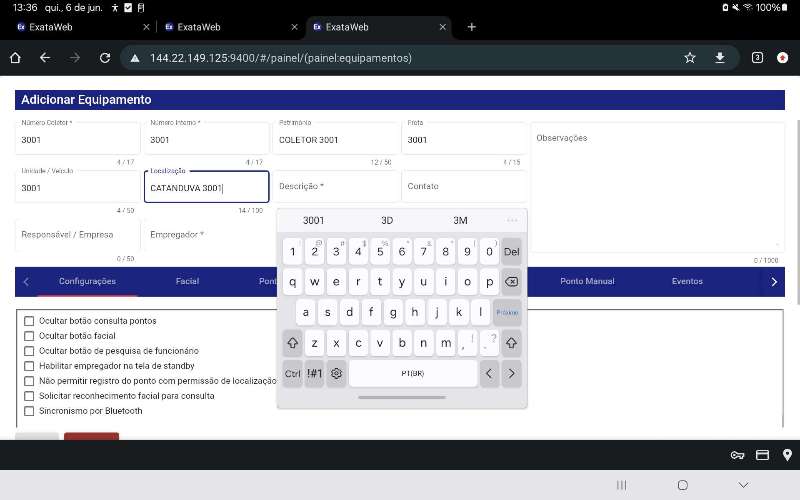 13:36 qui., 6 de jun. 100%
ExataWeb
ExataWeb
ExataWeb
144.22.149.125:9400/#/painel/(painel:equipamentos)
3
Adicionar Equipamento
Número Coletor * Número Interno * Patrimônio Frota
3001 3001 COLETOR 3001 3001 Observações
4 / 17 4 / 17 12 / 50 4 / 15
Unidade / Veículo Localização
3001 CATANDUVA 3001 Descrição * Contato
4 / 50 14 / 100
Responsável / Empresa Empregador *
0 / 50 0 / 1000
3001 3D 3M ...
1 2 3 4 5 6 7 8 9 0 Del
Configurações Facial Pont Ponto Manual Eventos
q w e r t y u i o p
a s d f g h j k l Próximo
z x c v b n m , ! . ?
Ctrl !#1 PT(BR)
Ocultar botão consulta pontos
Ocultar botão facial
Ocultar botão de pesquisa de funcionário
Habilitar empregador na tela de standby
Não permitir registro do ponto com permissão de localização
Solicitar reconhecimento facial para consulta
Sincronismo por Bluetooth